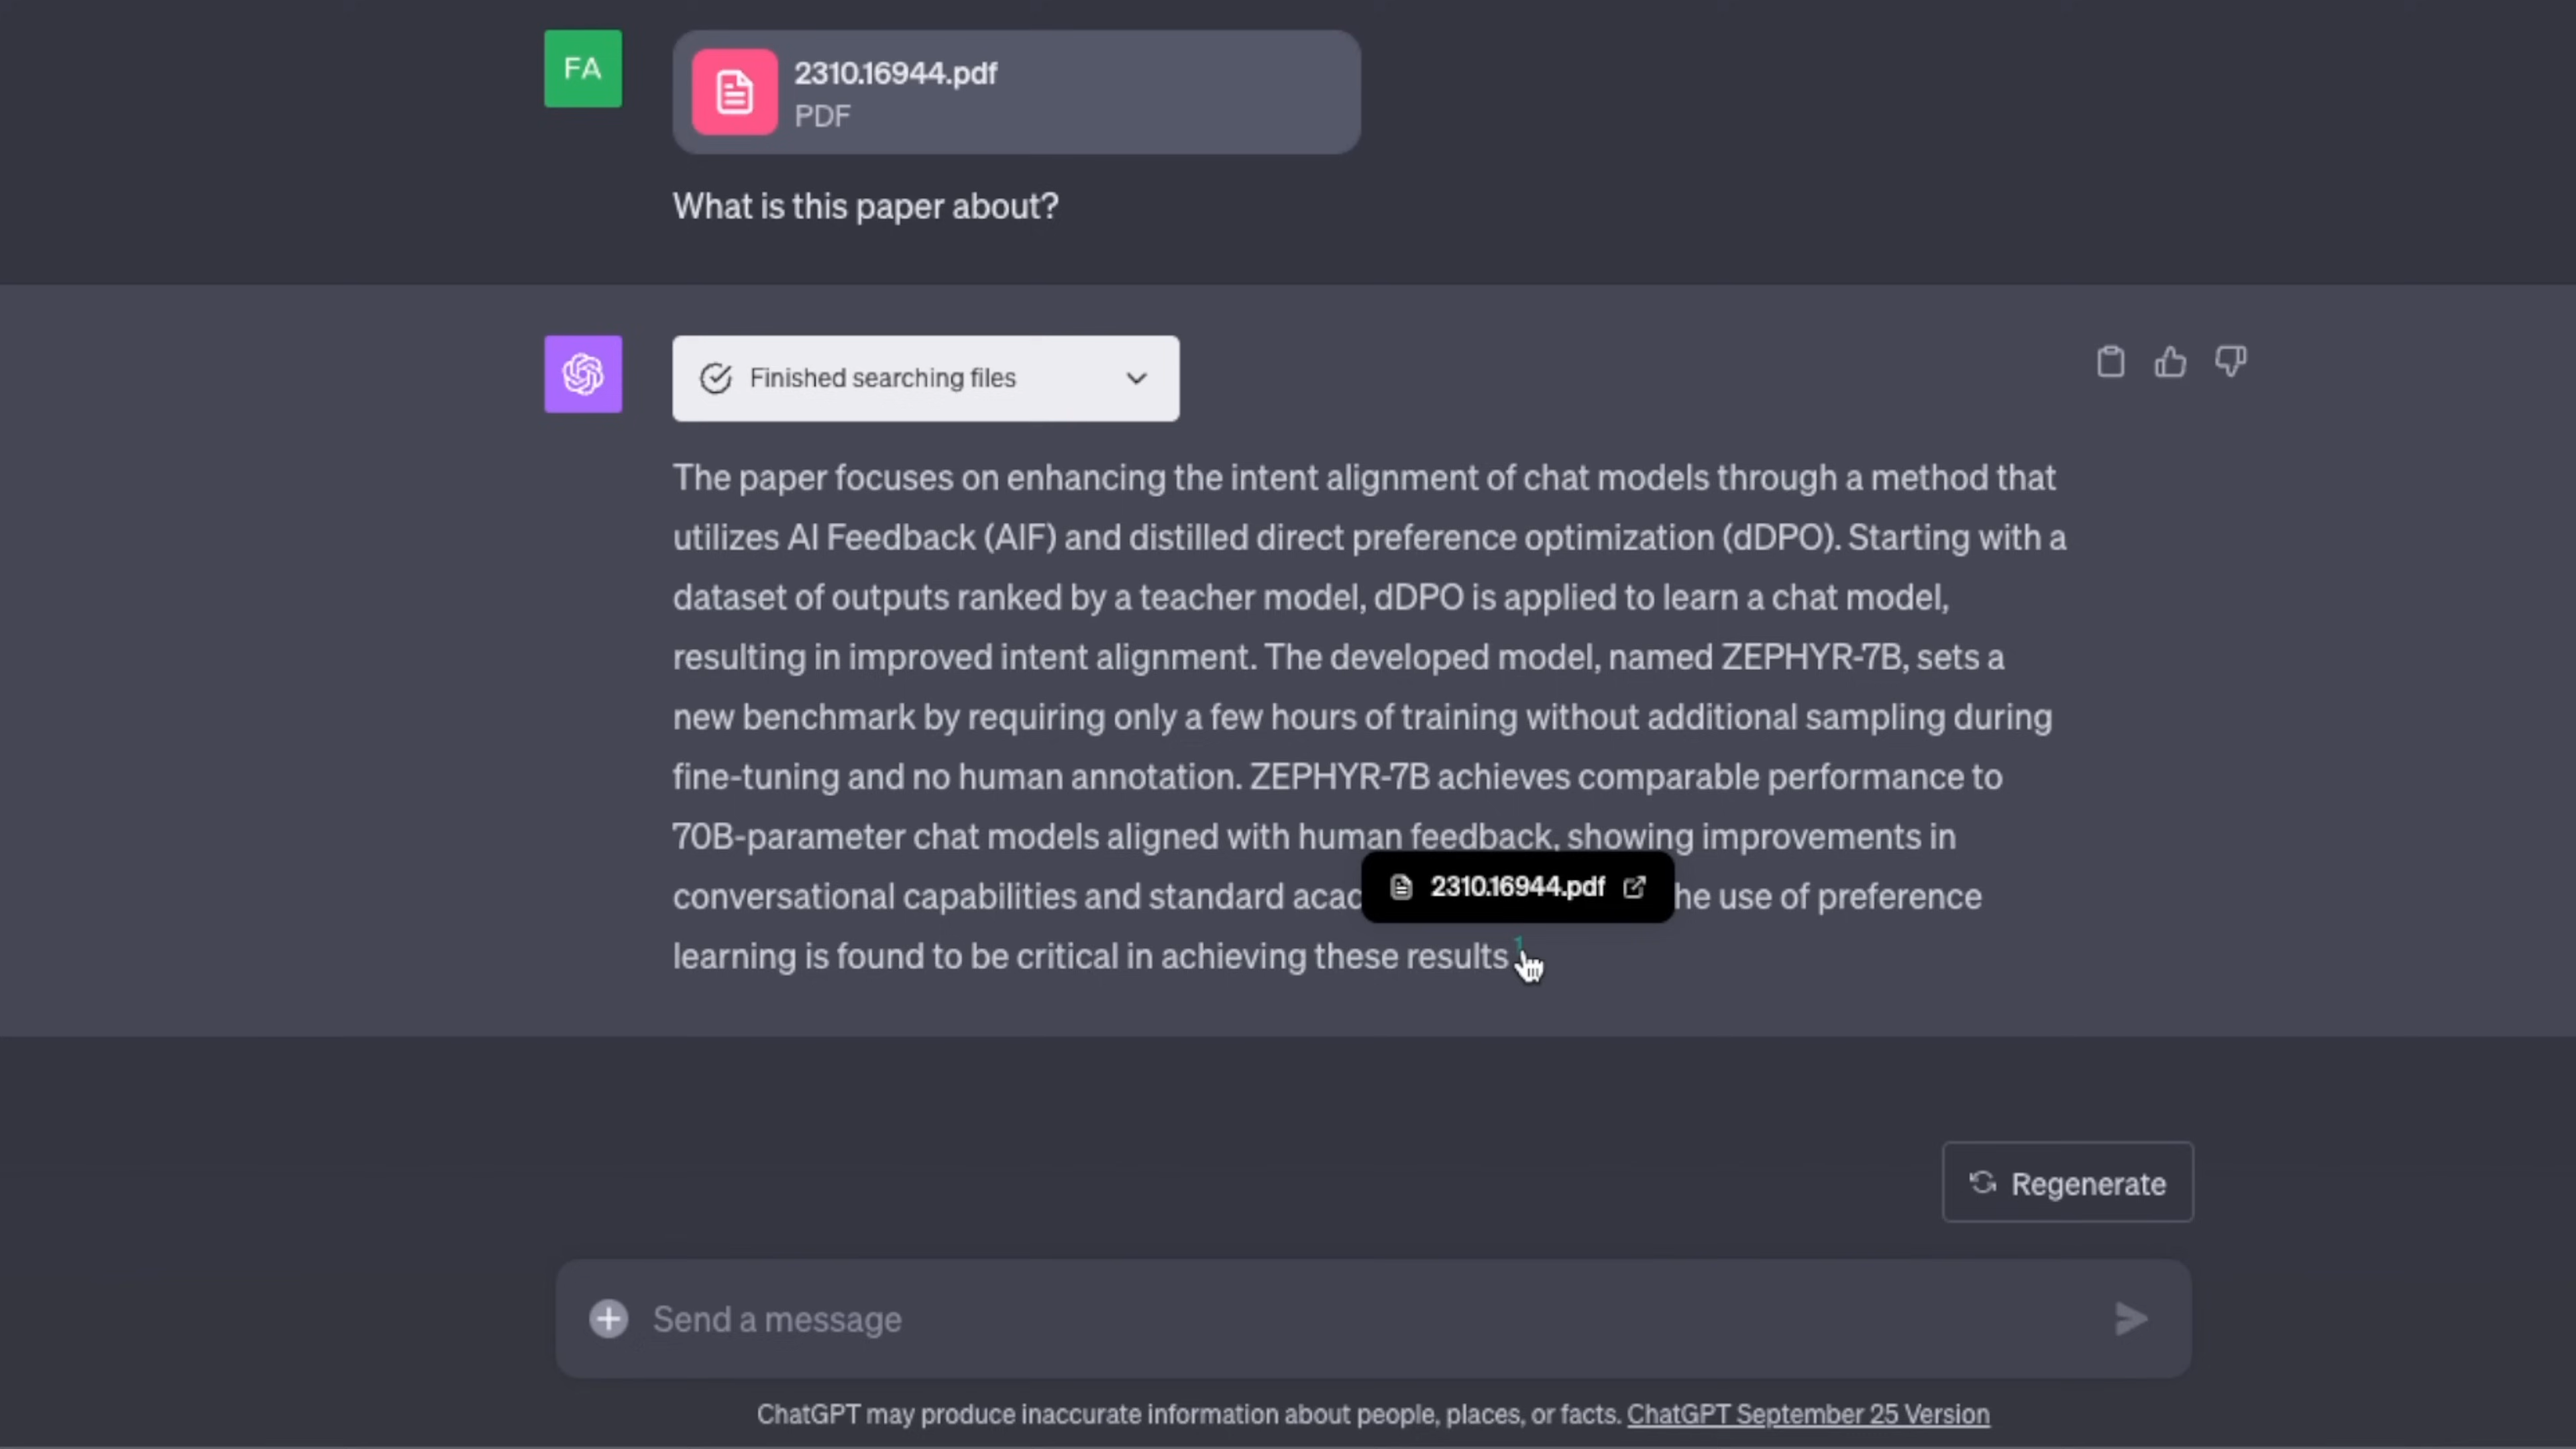 FA
2310.16944.pdf
PDF
What is this paper about?
Finished searching files
The paper focuses on enhancing the intent alignment of chat models through a method that
utilizes AI Feedback (AIF) and distilled direct preference optimization (dDPO). Starting with a
dataset of outputs ranked by a teacher model, dDPO is applied to learn a chat model,
resulting in improved intent alignment. The developed model, named ZEPHYR-7B, sets a
new benchmark by requiring only a few hours of training without additional sampling during
fine-tuning and no human annotation. ZEPHYR-7B achieves comparable performance to
70B-parameter chat models aligned with human feedback, showing improvements in
conversational capabilities and standard acad 2310.16944.pdf he use of preference
learning is found to be critical in achieving these results 1
Regenerate
Send a message
ChatGPT may produce inaccurate information about people, places, or facts. ChatGPT September 25 Version